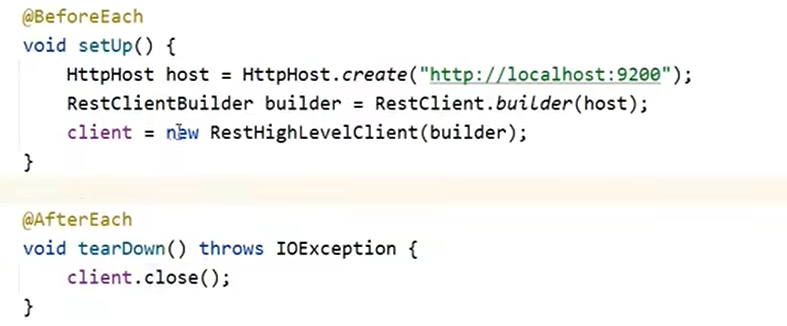 @BeforeEach
void setUp() {
HttpHost host = HttpHost.create("http://localhost:9200");
RestClientBuilder builder = RestClient.builder(host);
client = new RestHighLevelClient(builder);
}
@AfterEach
void tearDown() throws IOException {
client.close();
}